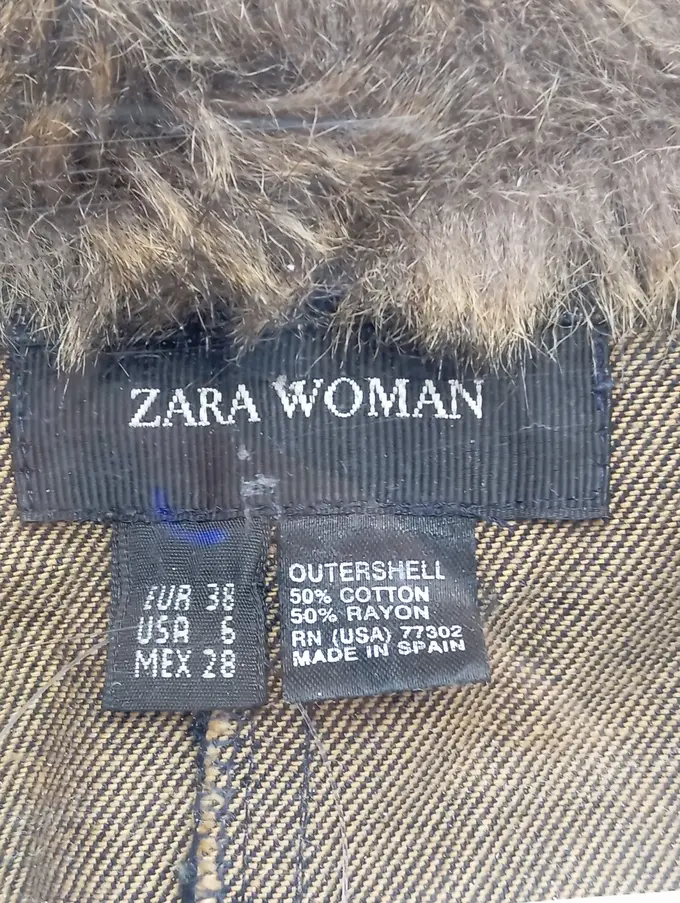 ZARA WOMAN
EUR 38
USA 6
MEX 28
OUTERSHELL
50% COTTON
50% RAYON
RN (USA) 77302
MADE IN SPAIN